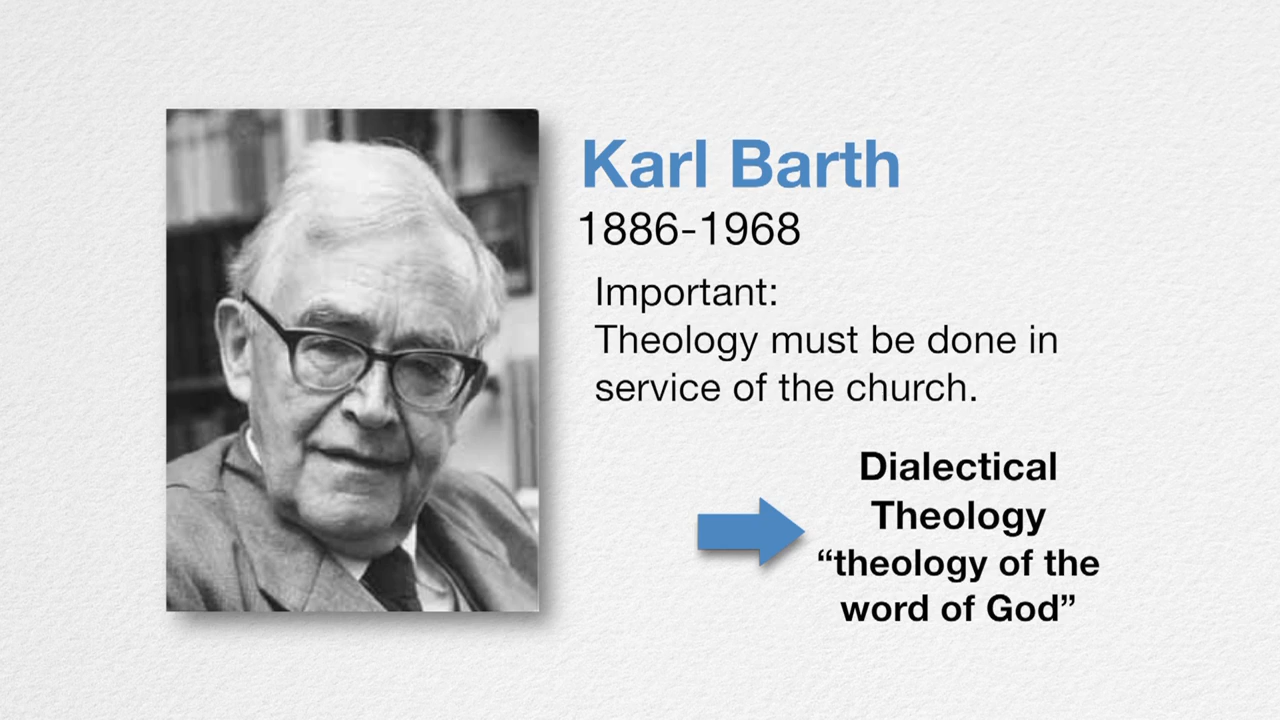 Karl Barth
1886-1968
Important:
Theology must be done in
service of the church.
Dialectical
Theology
“theology of the
word of God”